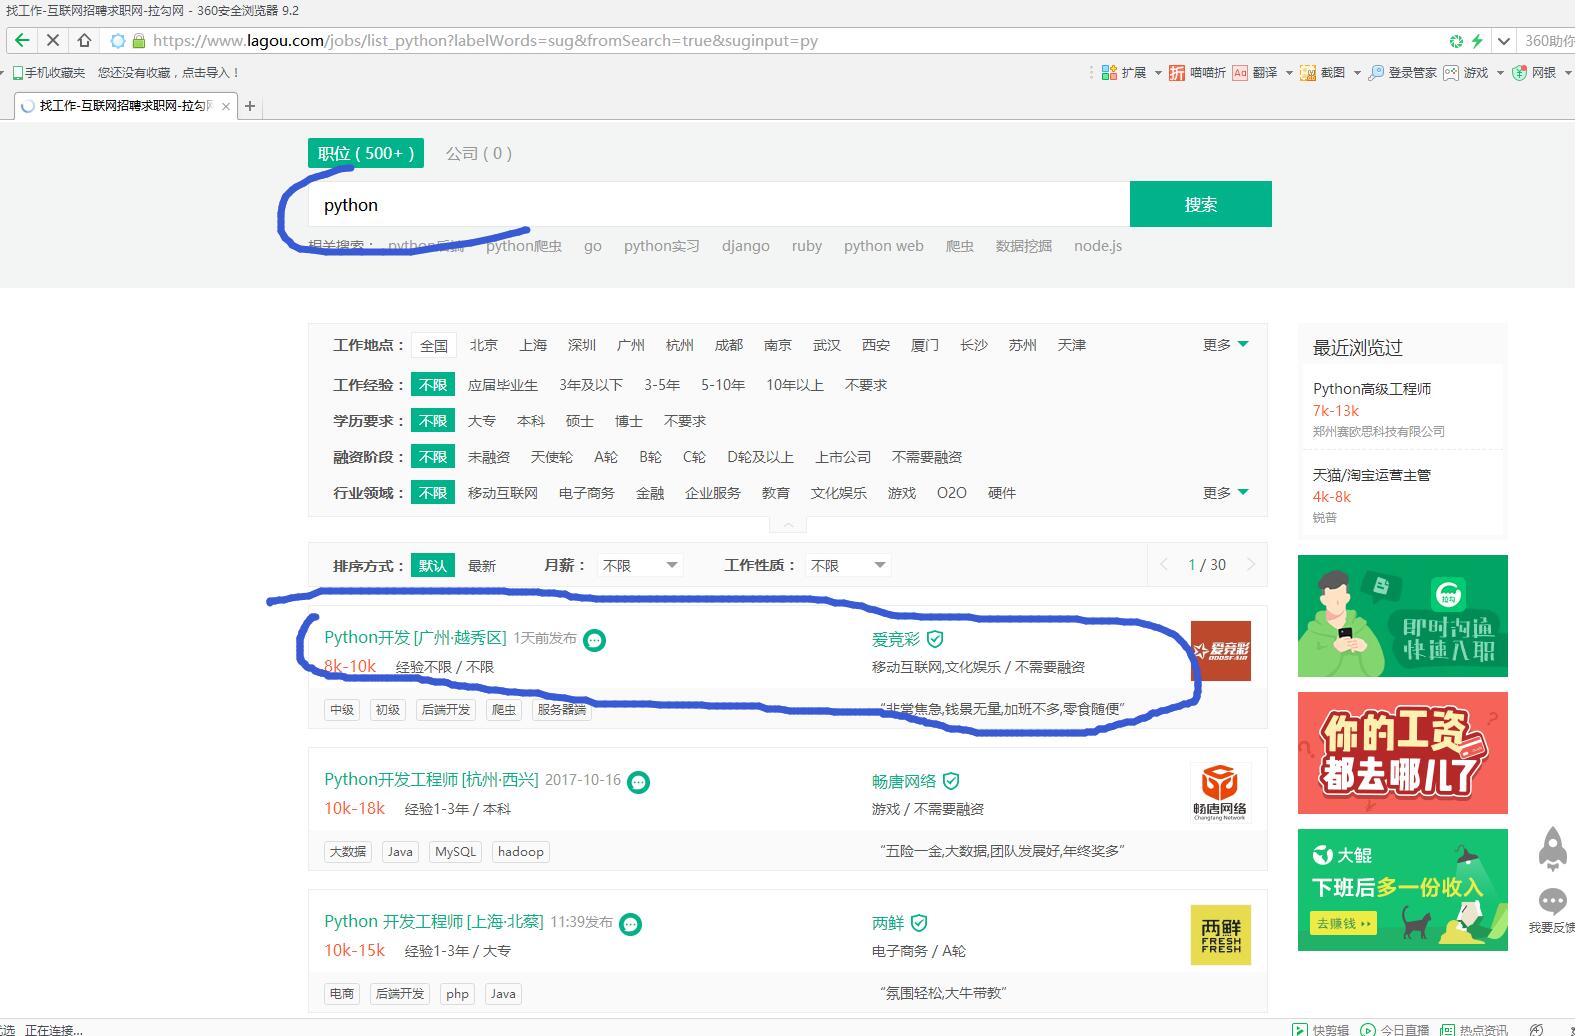 找工作-互联网招聘求职网-拉勾网 - 360安全浏览器 9.2
https://www.lagou.com/jobs/list_python?labelWords=sug&fromSearch=true&suginput=py
360助你
手机收藏夹 您还没有收藏，点击导入！
扩展 喵喵折 翻译 截图 登录管家 游戏 网银
找工作-互联网招聘求职网-拉勾网
职位 ( 500+ ) 公司 ( 0 )
python 搜索
相关搜索： python后端 python爬虫 go python实习 django ruby python web 爬虫 数据挖掘 node.js
工作地点： 全国 北京 上海 深圳 广州 杭州 成都 南京 武汉 西安 厦门 长沙 苏州 天津 更多
工作经验： 不限 应届毕业生 3年及以下 3-5年 5-10年 10年以上 不要求
学历要求： 不限 大专 本科 硕士 博士 不要求
融资阶段： 不限 未融资 天使轮 A轮 B轮 C轮 D轮及以上 上市公司 不需要融资
行业领域： 不限 移动互联网 电子商务 金融 企业服务 教育 文化娱乐 游戏 O2O 硬件 更多
排序方式： 默认 最新 月薪： 不限 工作性质： 不限 1 / 30
Python开发 [广州·越秀区] 1天前发布
8k-10k 经验不限 / 不限
爱竞彩
移动互联网,文化娱乐 / 不需要融资
爱竞彩
ODDSFAIR
中级 初级 后端开发 爬虫 服务器端
“非常焦急,钱景无量,加班不多,零食随便”
Python开发工程师 [杭州·西兴] 2017-10-16
10k-18k 经验1-3年 / 本科
畅唐网络
游戏 / 不需要融资
畅唐网络
Changtang Network
大数据 Java MySQL hadoop
“五险一金,大数据,团队发展好,年终奖多”
Python 开发工程师 [上海·北蔡] 11:39发布
10k-15k 经验1-3年 / 大专
两鲜
电子商务 / A轮
两鲜
FRESH
FRESH
电商 后端开发 php Java
“氛围轻松,大牛带教”
最近浏览过
Python高级工程师
7k-13k
郑州赛欧思科技有限公司
天猫/淘宝运营主管
4k-8k
锐普
拉勾
即时沟通
快速入职
你的工资
都去哪儿了
大鲲
下班后多一份收入
去赚钱
我要反馈
优选 正在连接...
快剪辑 今日直播 热点资讯